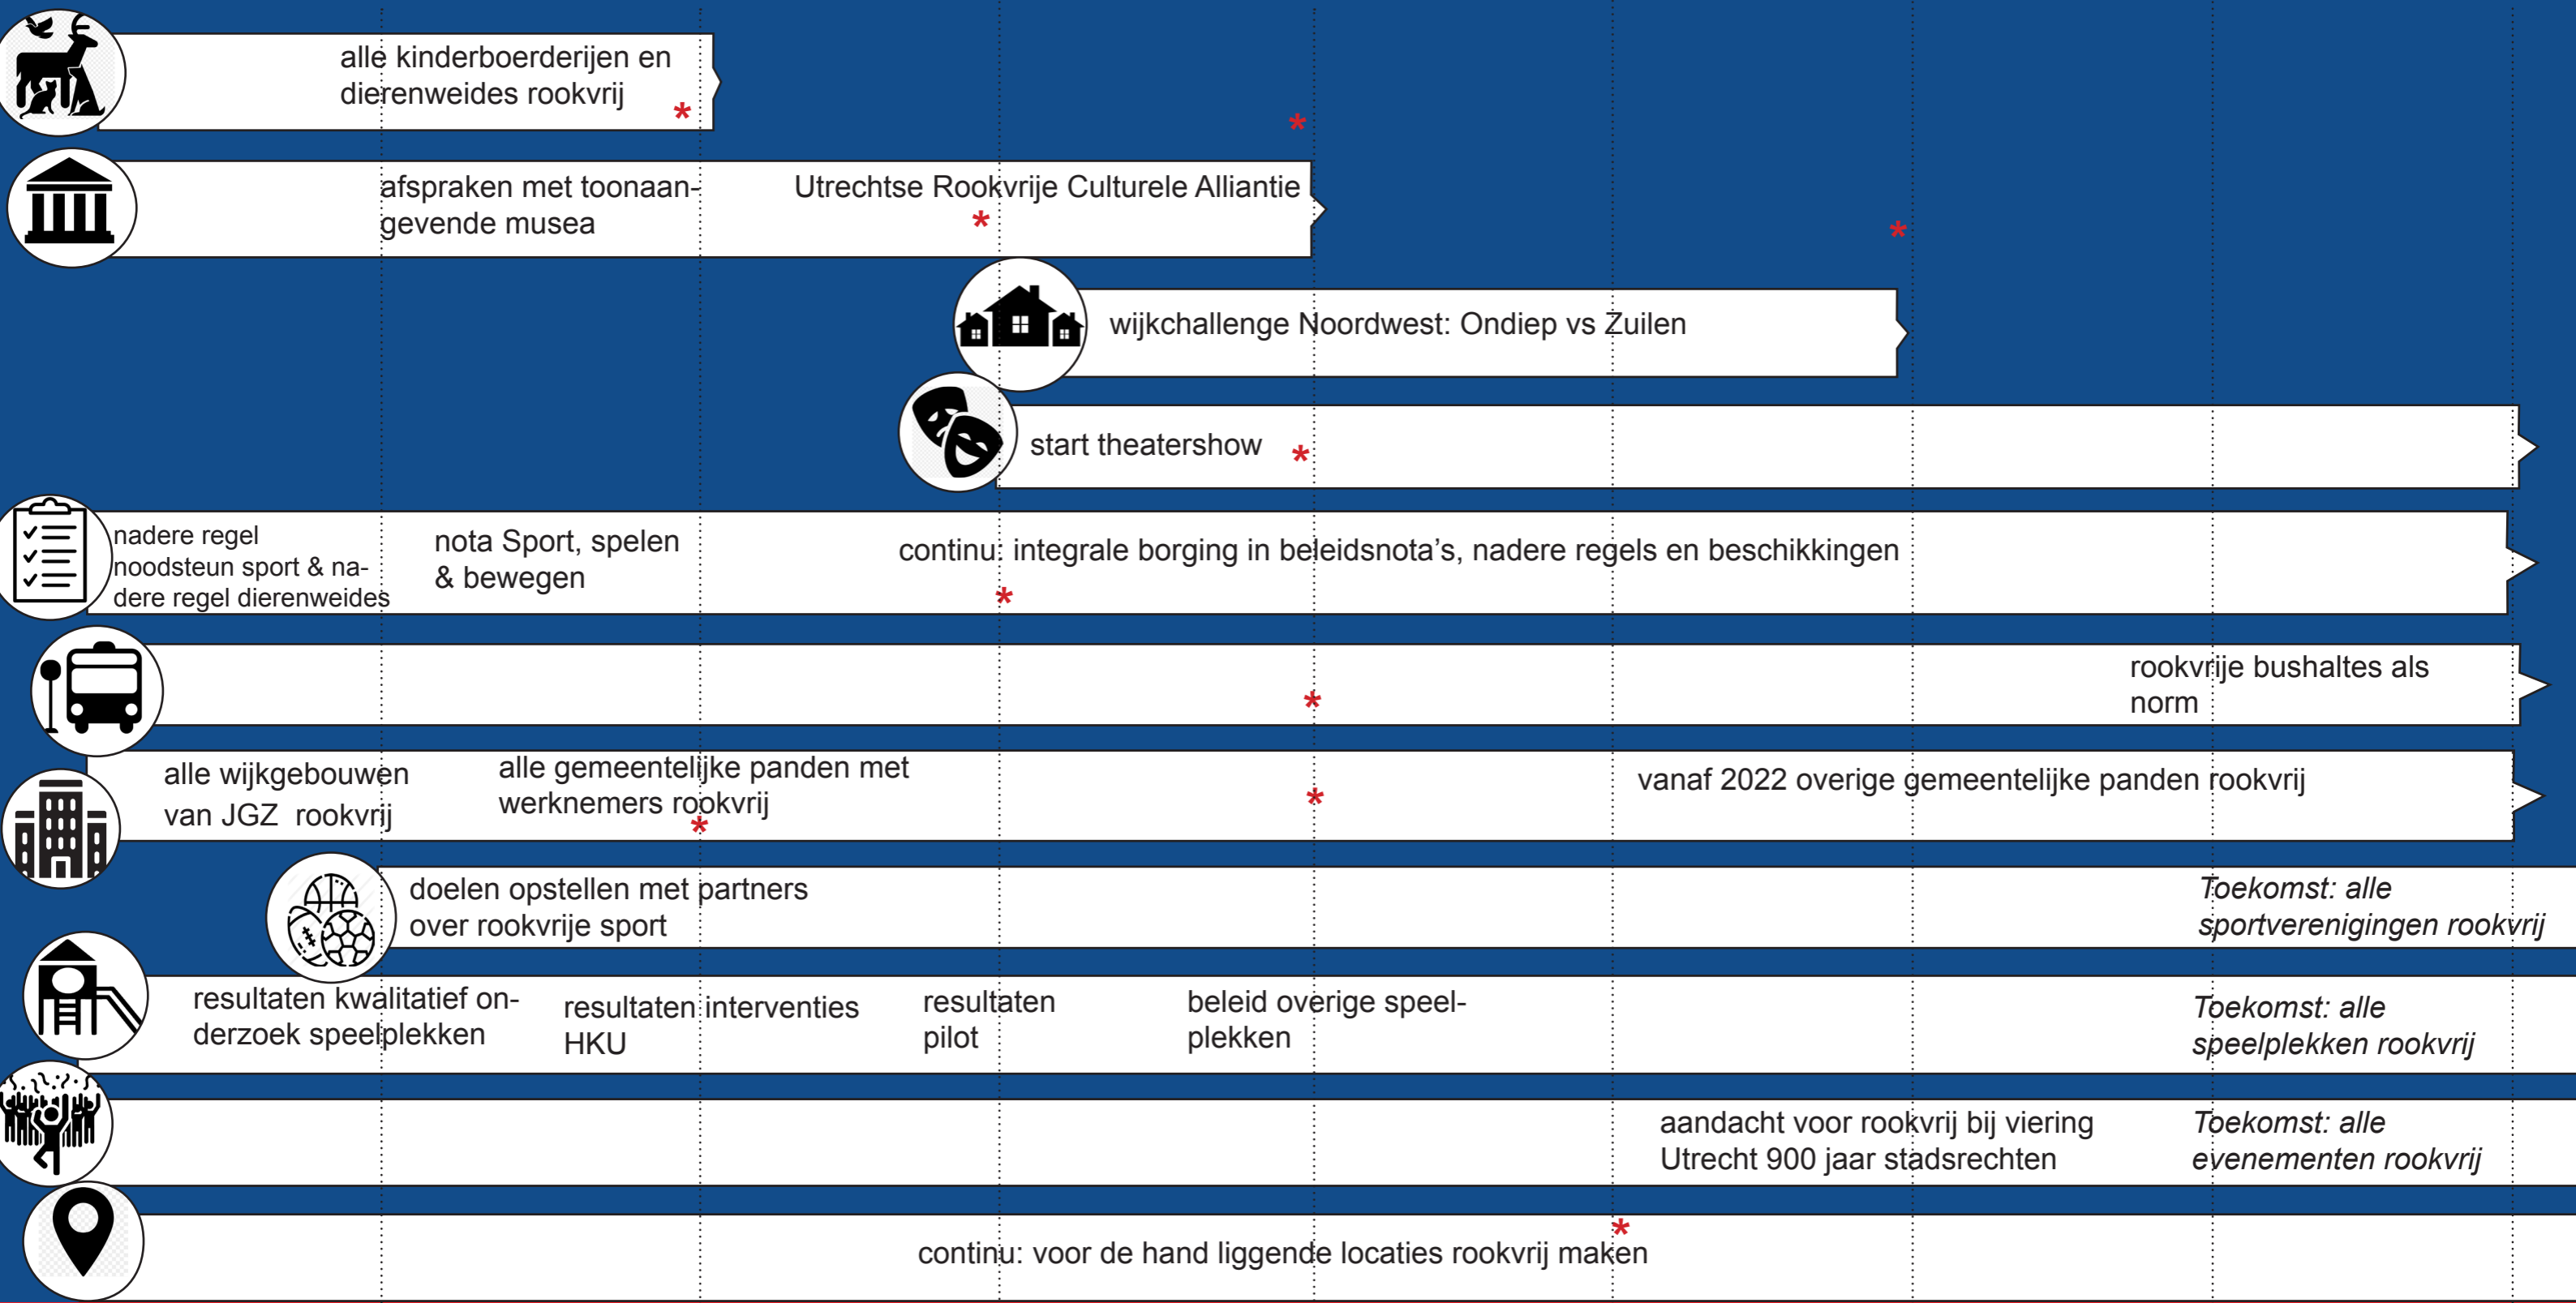 alle kinderboerderijen en
dierenweides rookvrij
*
*
afspraken met toonaan-
gevende musea
Utrechtse Rookvrije Culturele Alliantie
*
*
wijkchallenge Noordwest: Ondiep vs Zuilen
start theatershow *
nadere regel
noodsteun sport & na-
dere regel dierenweides
nota Sport, spelen
& bewegen
continu: integrale borging in beleidsnota's, nadere regels en beschikkingen
*
*
rookvrije bushaltes als
norm
alle wijkgebouwen
van JGZ rookvrij
alle gemeentelijke panden met
werknemers rookvrij
*
*
vanaf 2022 overige gemeentelijke panden rookvrij
doelen opstellen met partners
over rookvrije sport
Toekomst: alle
sportverenigingen rookvrij
resultaten kwalitatief on-
derzoek speelplekken
resultaten interventies
HKU
resultaten
pilot
beleid overige speel-
plekken
Toekomst: alle
speelplekken rookvrij
aandacht voor rookvrij bij viering
Utrecht 900 jaar stadsrechten
Toekomst: alle
evenementen rookvrij
*
continu: voor de hand liggende locaties rookvrij maken